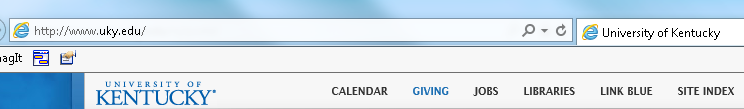 http://www.uky.edu/
University of Kentucky
nagIt
UNIVERSITY OF
KENTUCKY
CALENDAR GIVING JOBS LIBRARIES LINK BLUE SITE INDEX